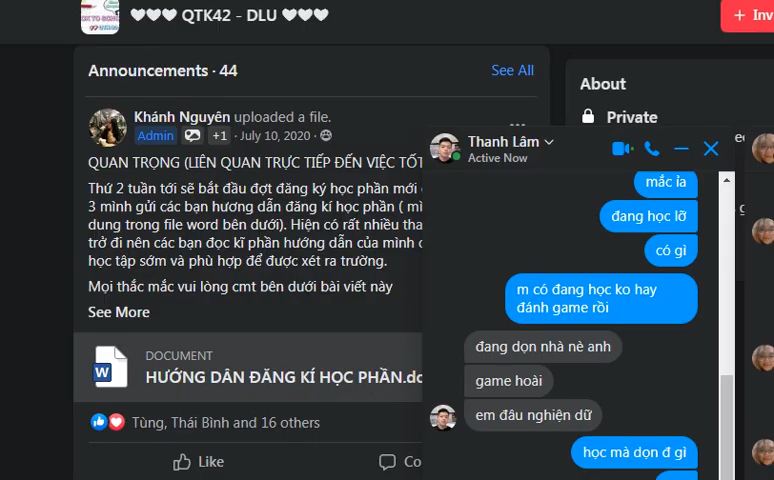 ♥♥♥ QTK42 - DLU ♥♥♥
+ Inv
Announcements · 44
See All
Khánh Nguyên uploaded a file.
Admin +1 · July 10, 2020 ·
QUAN TRỌNG (LIÊN QUAN TRỰC TIẾP ĐẾN VIỆC TỐT
Thứ 2 tuần tới sẽ bắt đầu đợt đăng ký học phần mới
3 mình gửi các bạn hướng dẫn đăng kí học phần ( mì
dung trong file word bên dưới). Hiện có rất nhiều tha
trở đi nên các bạn đọc kĩ phần hướng dẫn của mình
học tập sớm và phù hợp để được xét ra trường.
Mọi thắc mắc vui lòng cmt bên dưới bài viết này
See More
DOCUMENT
HƯỚNG DẪN ĐĂNG KÍ HỌC PHẦN.do
Tùng, Thái Bình and 16 others
Like
Co
About
Private
Thanh Lâm
Active Now
mắc ỉa
đang học lỡ
có gì
m có đang học ko hay
đánh game rồi
đang dọn nhà nè anh
game hoài
em đâu nghiện dữ
học mà dọn đ gì